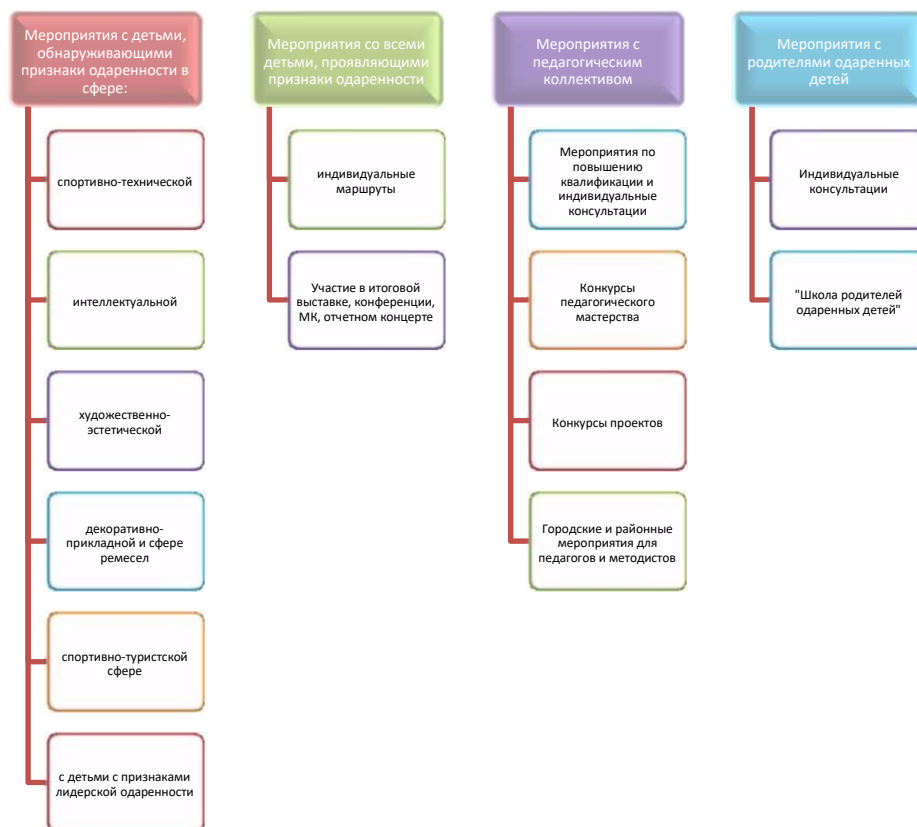 Мероприятия с детьми,
обнаруживающими
признаки одаренности в
сфере:
спортивно-технической
интеллектуальной
художественно-
эстетической
декоративно-
прикладной и сфере
ремесел
спортивно-туристской
сфере
с детьми с признаками
лидерской одаренности
Мероприятия со всеми
детьми, проявляющими
признаки одаренности
индивидуальные
маршруты
Участие в итоговой
выставке, конференции,
МК, отчетном концерте
Мероприятия с
педагогическим
коллективом
Мероприятия по
повышению
квалификации и
индивидуальные
консультации
Конкурсы
педагогического
мастерства
Конкурсы проектов
Городские и районные
мероприятия для
педагогов и методистов
Мероприятия с
родителями одаренных
детей
Индивидуальные
консультации
"Школа родителей
одаренных детей"